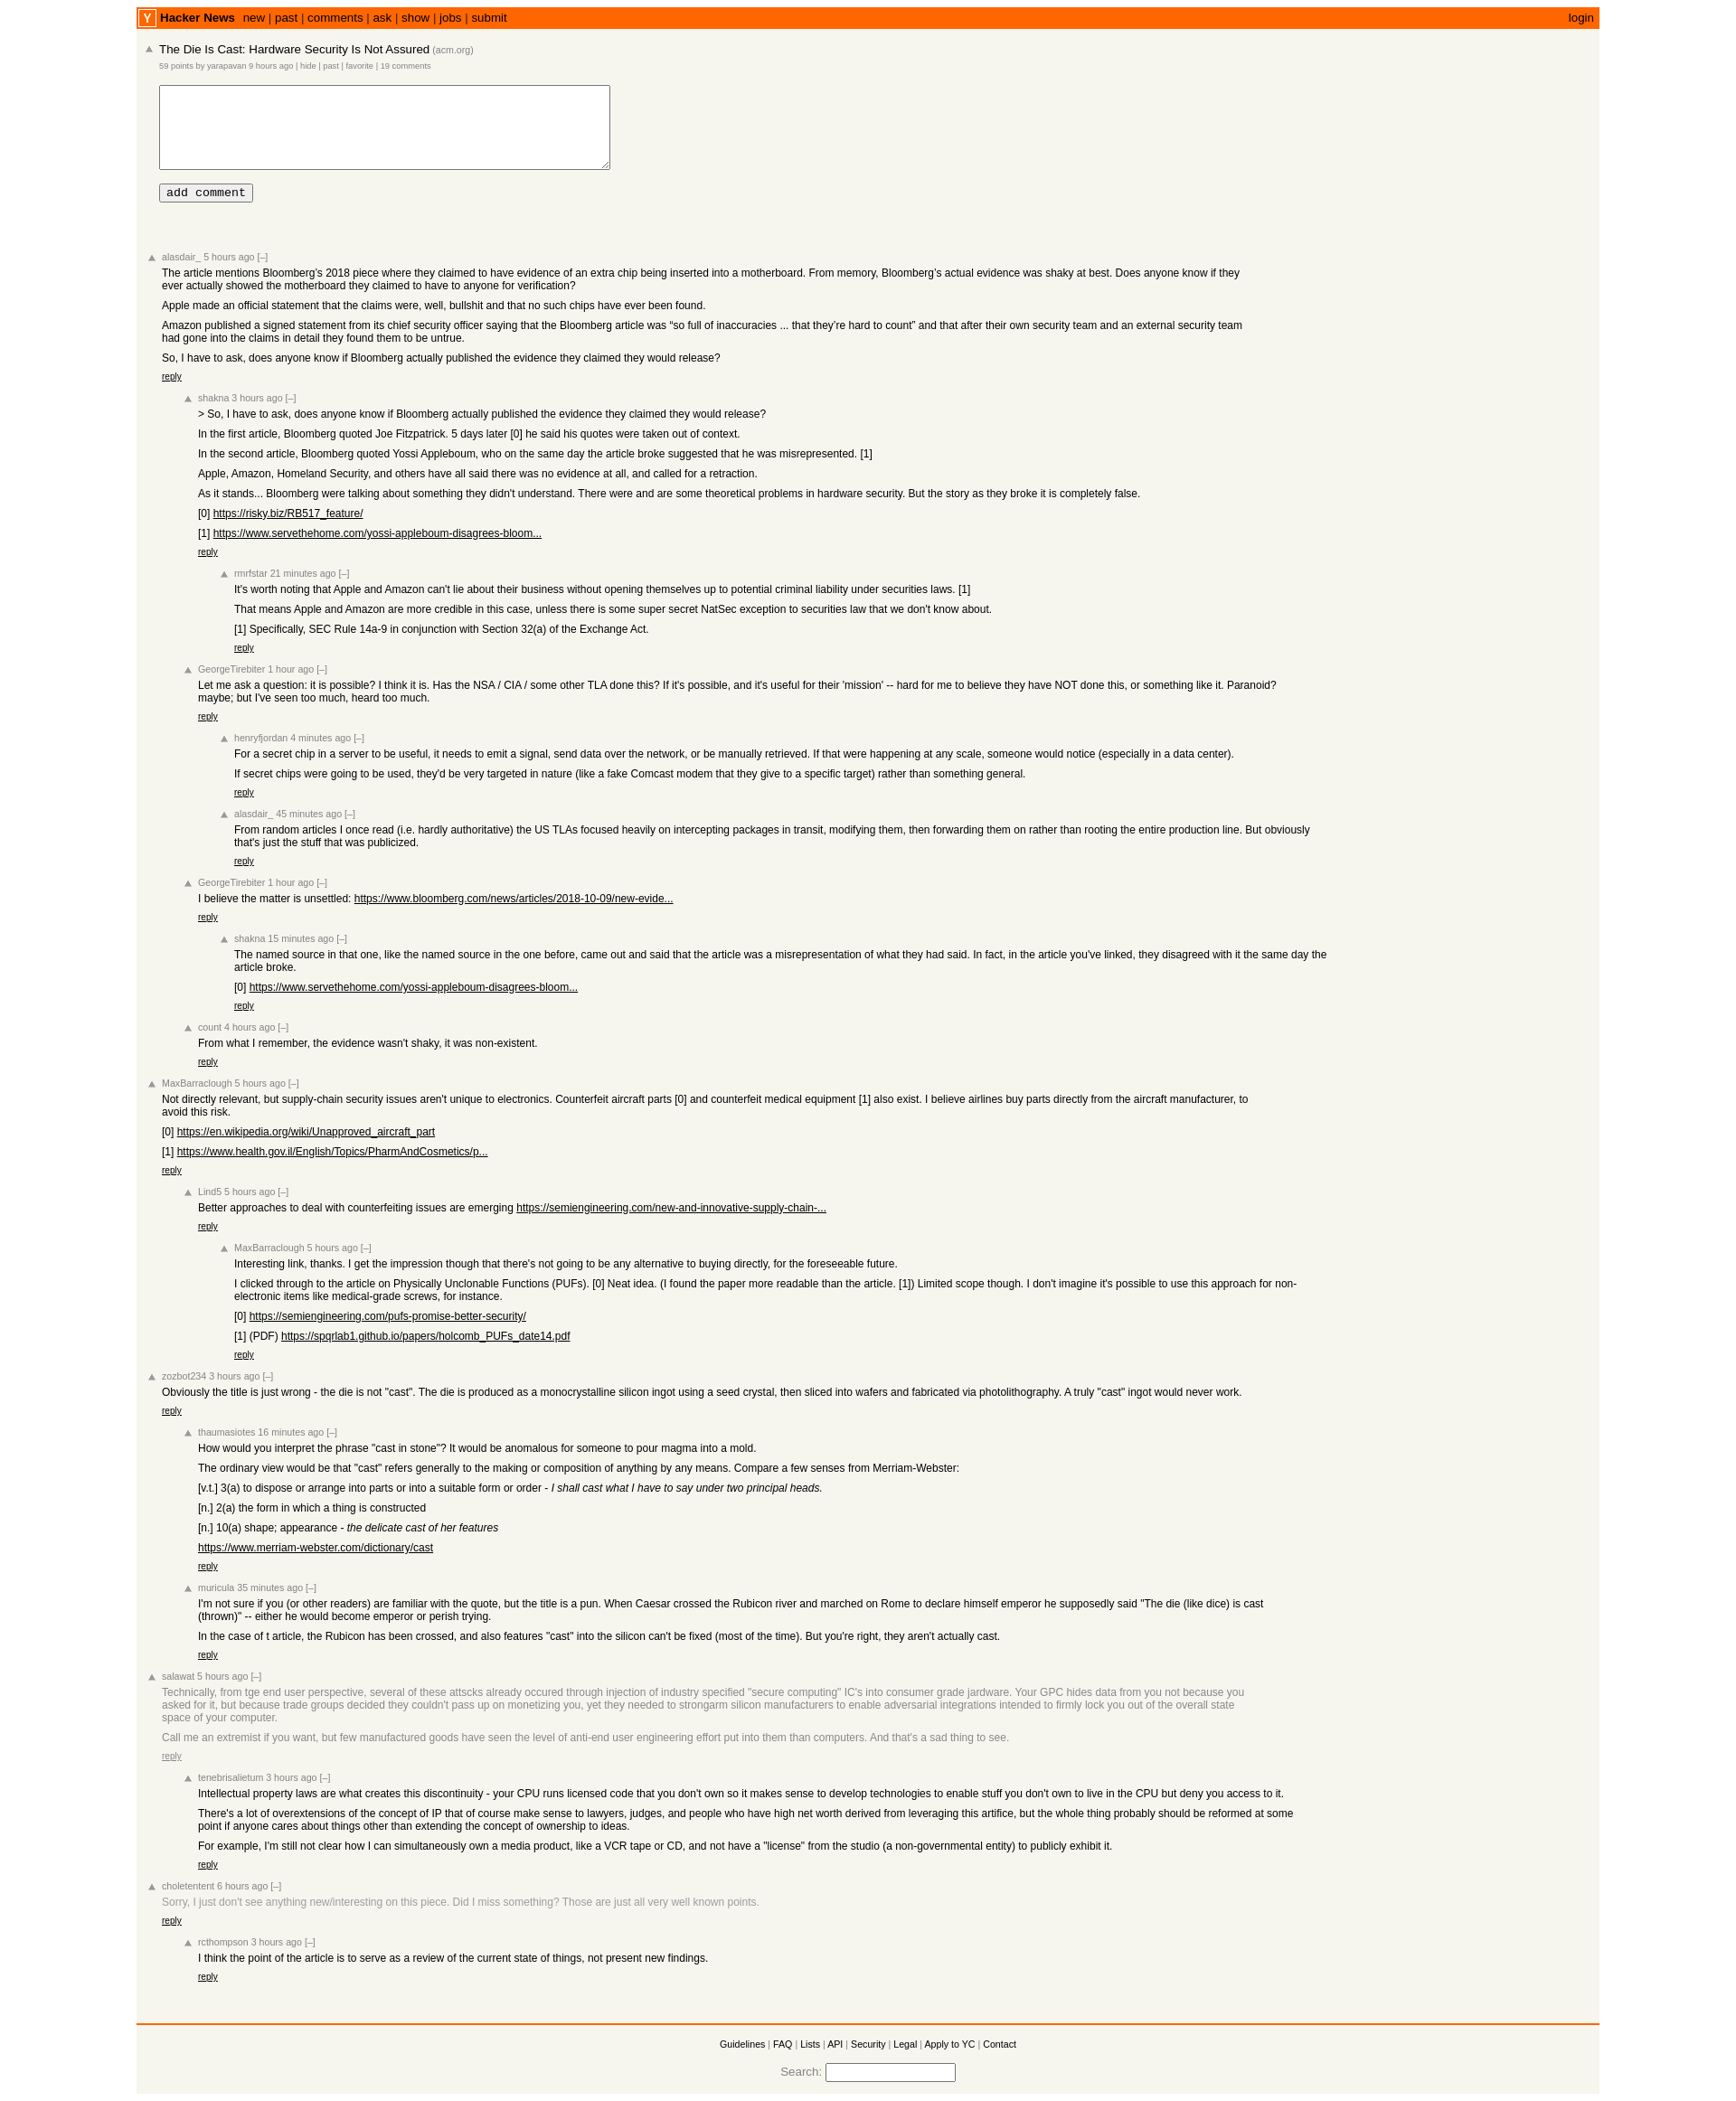 Y Hacker News new | past | comments | ask | show | jobs | submit login
The Die Is Cast: Hardware Security Is Not Assured (acm.org)
59 points by yarapavan 9 hours ago | hide | past | favorite | 19 comments
add comment
alasdair_ 5 hours ago [–]
The article mentions Bloomberg’s 2018 piece where they claimed to have evidence of an extra chip being inserted into a motherboard. From memory, Bloomberg’s actual evidence was shaky at best. Does anyone know if they
ever actually showed the motherboard they claimed to have to anyone for verification?
Apple made an official statement that the claims were, well, bullshit and that no such chips have ever been found.
Amazon published a signed statement from its chief security officer saying that the Bloomberg article was “so full of inaccuracies ... that they’re hard to count” and that after their own security team and an external security team
had gone into the claims in detail they found them to be untrue.
So, I have to ask, does anyone know if Bloomberg actually published the evidence they claimed they would release?
reply
shakna 3 hours ago [–]
> So, I have to ask, does anyone know if Bloomberg actually published the evidence they claimed they would release?
In the first article, Bloomberg quoted Joe Fitzpatrick. 5 days later [0] he said his quotes were taken out of context.
In the second article, Bloomberg quoted Yossi Appleboum, who on the same day the article broke suggested that he was misrepresented. [1]
Apple, Amazon, Homeland Security, and others have all said there was no evidence at all, and called for a retraction.
As it stands... Bloomberg were talking about something they didn't understand. There were and are some theoretical problems in hardware security. But the story as they broke it is completely false.
[0] https://risky.biz/RB517_feature/
[1] https://www.servethehome.com/yossi-appleboum-disagrees-bloom...
reply
rmrfstar 21 minutes ago [–]
It's worth noting that Apple and Amazon can't lie about their business without opening themselves up to potential criminal liability under securities laws. [1]
That means Apple and Amazon are more credible in this case, unless there is some super secret NatSec exception to securities law that we don't know about.
[1] Specifically, SEC Rule 14a-9 in conjunction with Section 32(a) of the Exchange Act.
reply
GeorgeTirebiter 1 hour ago [–]
Let me ask a question: it is possible? I think it is. Has the NSA / CIA / some other TLA done this? If it's possible, and it's useful for their 'mission' -- hard for me to believe they have NOT done this, or something like it. Paranoid?
maybe; but I've seen too much, heard too much.
reply
henryfjordan 4 minutes ago [–]
For a secret chip in a server to be useful, it needs to emit a signal, send data over the network, or be manually retrieved. If that were happening at any scale, someone would notice (especially in a data center).
If secret chips were going to be used, they'd be very targeted in nature (like a fake Comcast modem that they give to a specific target) rather than something general.
reply
alasdair_ 45 minutes ago [–]
From random articles I once read (i.e. hardly authoritative) the US TLAs focused heavily on intercepting packages in transit, modifying them, then forwarding them on rather than rooting the entire production line. But obviously
that's just the stuff that was publicized.
reply
GeorgeTirebiter 1 hour ago [–]
I believe the matter is unsettled: https://www.bloomberg.com/news/articles/2018-10-09/new-evide...
reply
shakna 15 minutes ago [–]
The named source in that one, like the named source in the one before, came out and said that the article was a misrepresentation of what they had said. In fact, in the article you've linked, they disagreed with it the same day the
article broke.
[0] https://www.servethehome.com/yossi-appleboum-disagrees-bloom...
reply
count 4 hours ago [–]
From what I remember, the evidence wasn't shaky, it was non-existent.
reply
MaxBarraclough 5 hours ago [–]
Not directly relevant, but supply-chain security issues aren't unique to electronics. Counterfeit aircraft parts [0] and counterfeit medical equipment [1] also exist. I believe airlines buy parts directly from the aircraft manufacturer, to
avoid this risk.
[0] https://en.wikipedia.org/wiki/Unapproved_aircraft_part
[1] https://www.health.gov.il/English/Topics/PharmAndCosmetics/p...
reply
Lind5 5 hours ago [–]
Better approaches to deal with counterfeiting issues are emerging https://semiengineering.com/new-and-innovative-supply-chain-...
reply
MaxBarraclough 5 hours ago [–]
Interesting link, thanks. I get the impression though that there's not going to be any alternative to buying directly, for the foreseeable future.
I clicked through to the article on Physically Unclonable Functions (PUFs). [0] Neat idea. (I found the paper more readable than the article. [1]) Limited scope though. I don't imagine it's possible to use this approach for non-
electronic items like medical-grade screws, for instance.
[0] https://semiengineering.com/pufs-promise-better-security/
[1] (PDF) https://spqrlab1.github.io/papers/holcomb_PUFs_date14.pdf
reply
zozbot234 3 hours ago [–]
Obviously the title is just wrong - the die is not "cast". The die is produced as a monocrystalline silicon ingot using a seed crystal, then sliced into wafers and fabricated via photolithography. A truly "cast" ingot would never work.
reply
thaumasiotes 16 minutes ago [–]
How would you interpret the phrase "cast in stone"? It would be anomalous for someone to pour magma into a mold.
The ordinary view would be that "cast" refers generally to the making or composition of anything by any means. Compare a few senses from Merriam-Webster:
[v.t.] 3(a) to dispose or arrange into parts or into a suitable form or order - I shall cast what I have to say under two principal heads.
[n.] 2(a) the form in which a thing is constructed
[n.] 10(a) shape; appearance - the delicate cast of her features
https://www.merriam-webster.com/dictionary/cast
reply
muricula 35 minutes ago [–]
I'm not sure if you (or other readers) are familiar with the quote, but the title is a pun. When Caesar crossed the Rubicon river and marched on Rome to declare himself emperor he supposedly said "The die (like dice) is cast
(thrown)" -- either he would become emperor or perish trying.
In the case of t article, the Rubicon has been crossed, and also features "cast" into the silicon can't be fixed (most of the time). But you're right, they aren't actually cast.
reply
salawat 5 hours ago [–]
Technically, from tge end user perspective, several of these attscks already occured through injection of industry specified "secure computing" IC's into consumer grade jardware. Your GPC hides data from you not because you
asked for it, but because trade groups decided they couldn't pass up on monetizing you, yet they needed to strongarm silicon manufacturers to enable adversarial integrations intended to firmly lock you out of the overall state
space of your computer.
Call me an extremist if you want, but few manufactured goods have seen the level of anti-end user engineering effort put into them than computers. And that's a sad thing to see.
reply
tenebrisalietum 3 hours ago [–]
Intellectual property laws are what creates this discontinuity - your CPU runs licensed code that you don't own so it makes sense to develop technologies to enable stuff you don't own to live in the CPU but deny you access to it.
There's a lot of overextensions of the concept of IP that of course make sense to lawyers, judges, and people who have high net worth derived from leveraging this artifice, but the whole thing probably should be reformed at some
point if anyone cares about things other than extending the concept of ownership to ideas.
For example, I'm still not clear how I can simultaneously own a media product, like a VCR tape or CD, and not have a "license" from the studio (a non-governmental entity) to publicly exhibit it.
reply
choletentent 6 hours ago [–]
Sorry, I just don't see anything new/interesting on this piece. Did I miss something? Those are just all very well known points.
reply
rcthompson 3 hours ago [–]
I think the point of the article is to serve as a review of the current state of things, not present new findings.
reply
Guidelines | FAQ | Lists | API | Security | Legal | Apply to YC | Contact
Search: